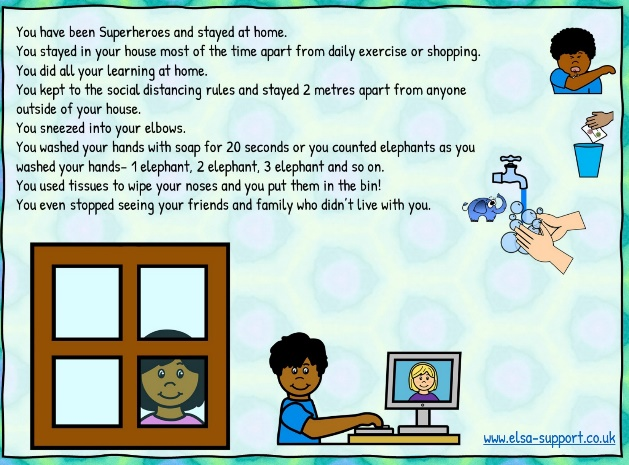 You have been Superheroes and stayed at home.
You stayed in your house most of the time apart from daily exercise or shopping.
You did all your learning at home.
You kept to the social distancing rules and stayed 2 metres apart from anyone
outside of your house.
You sneezed into your elbows.
You washed your hands with soap for 20 seconds or you counted elephants as you
washed your hands- 1 elephant, 2 elephant, 3 elephant and so on.
You used tissues to wipe your noses and you put them in the bin!
You even stopped seeing your friends and family who didn't live with you.
www.elsa-support.co.uk